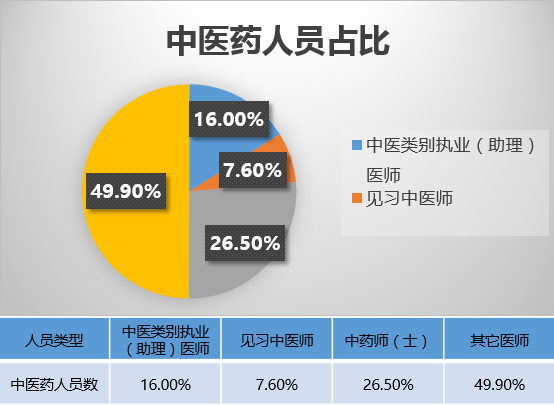 中医药人员占比
16.00%
7.60%
49.90%
26.50%
中医类别执业（助理）
医师
见习中医师
人员类型 中医类别执业（助理）医师 见习中医师 中药师（士） 其它医师
中医药人员数 16.00% 7.60% 26.50% 49.90%